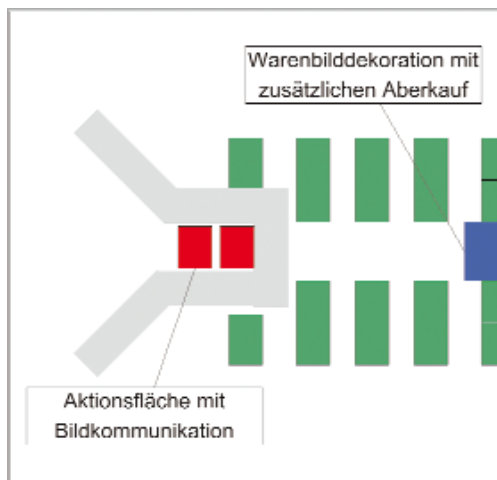 Warenbilddekoration mit
zusätzlichen Aberkauf
Aktionsfläche mit
Bildkommunikation